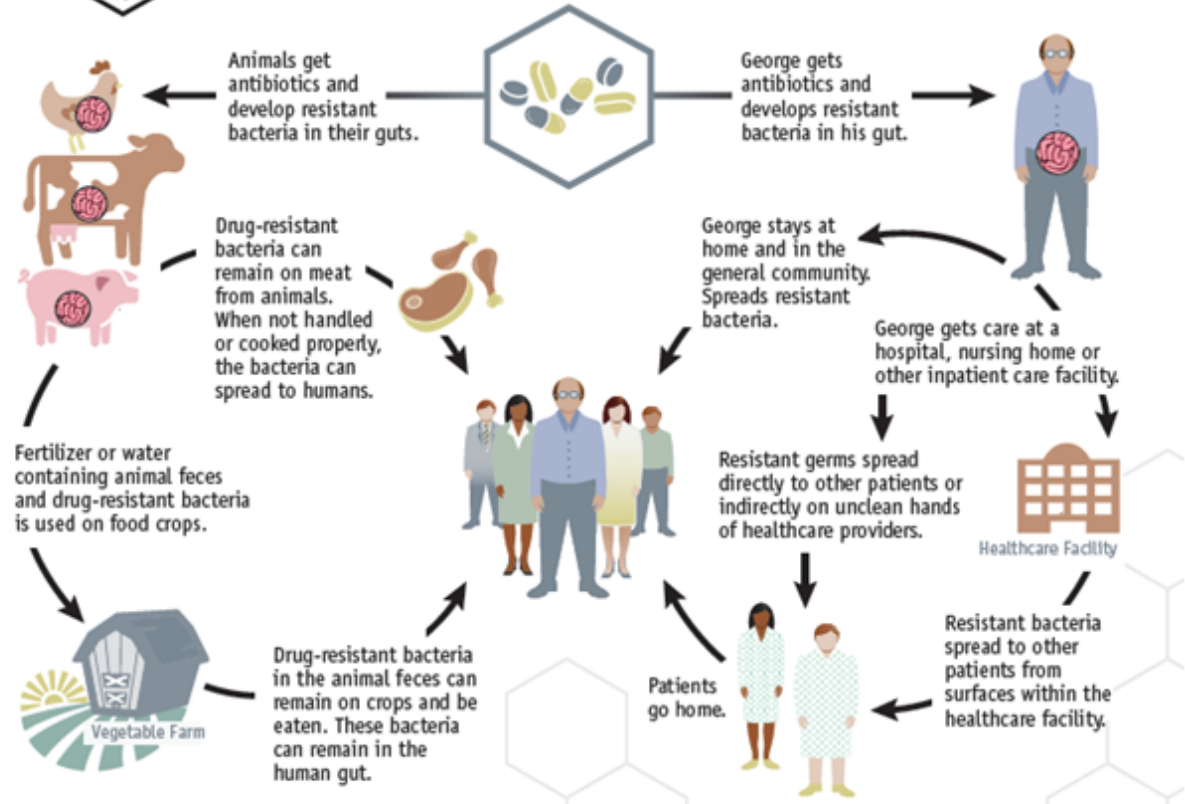 Animals get
antibiotics and
develop resistant
bacteria in their guts.
George gets
antibiotics and
develops resistant
bacteria in his gut.
Drug-resistant
bacteria can
remain on meat
from animals.
When not handled
or cooked properly,
the bacteria can
spread to humans.
George stays at
home and in the
general community.
Spreads resistant
bacteria.
George gets care at a
hospital, nursing home or
other inpatient care facility.
Fertilizer or water
containing animal feces
and drug-resistant bacteria
is used on food crops.
Resistant germs spread
directly to other patients or
indirectly on unclean hands
of healthcare providers.
Healthcare Facility
Vegetable Farm
Drug-resistant bacteria
in the animal feces can
remain on crops and be
eaten. These bacteria
can remain in the
human gut.
Patients
go home.
Resistant bacteria
spread to other
patients from
surfaces within the
healthcare facility.